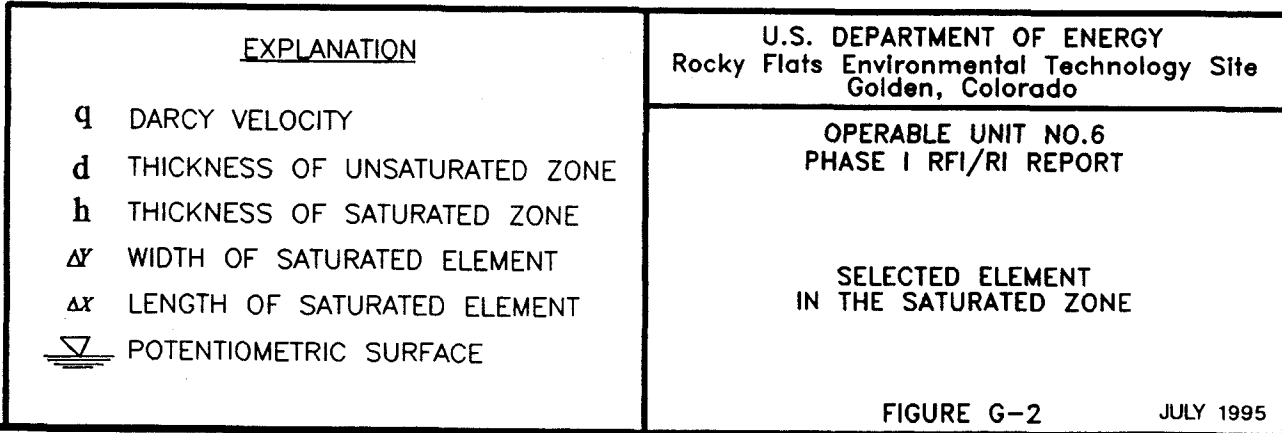 EXPLANATION
q DARCY VELOCITY
d THICKNESS OF UNSATURATED ZONE
h THICKNESS OF SATURATED ZONE
ΔY WIDTH OF SATURATED ELEMENT
ΔX LENGTH OF SATURATED ELEMENT
POTENTIOMETRIC SURFACE
U.S. DEPARTMENT OF ENERGY
Rocky Flats Environmental Technology Site
Golden, Colorado
OPERABLE UNIT NO.6
PHASE I RFI/RI REPORT
SELECTED ELEMENT
IN THE SATURATED ZONE
FIGURE G-2 JULY 1995